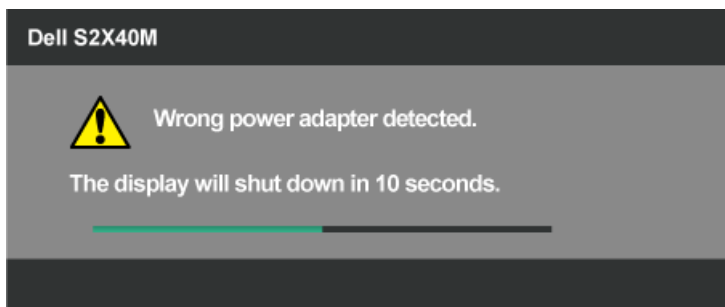 Dell S2X40M
Wrong power adapter detected.
The display will shut down in 10 seconds.